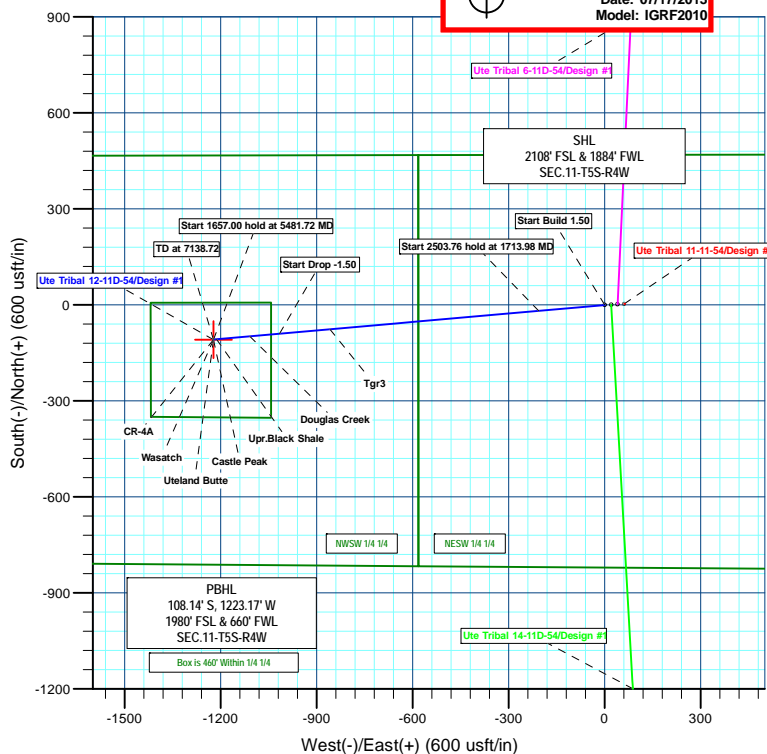 Date: 07/17/2013
Model: IGRF2010
900
600
300
0
-300
-600
-900
-1200
South(-)/North(+) (600 usft/in)
Ute Tribal 6-11D-54/Design #1
SHL
2108' FSL & 1884' FWL
SEC.11-T5S-R4W
Start 1657.00 hold at 5481.72 MD
TD at 7138.72
Start Build 1.50
Start 2503.76 hold at 1713.98 MD
Start Drop -1.50
Ute Tribal 11-11-54/Design #
Ute Tribal 12-11D-54/Design #1
Tgr3
Douglas Creek
CR-4A
Upr.Black Shale
Wasatch
Castle Peak
Uteland Butte
NWSW 1/4 1/4
NESW 1/4 1/4
PBHL
108.14' S, 1223.17' W
1980' FSL & 660' FWL
SEC.11-T5S-R4W
Ute Tribal 14-11D-54/Design #1
Box is 460' Within 1/4 1/4
-1500
-1200
-900
-600
-300
0
300
West(-)/East(+) (600 usft/in)